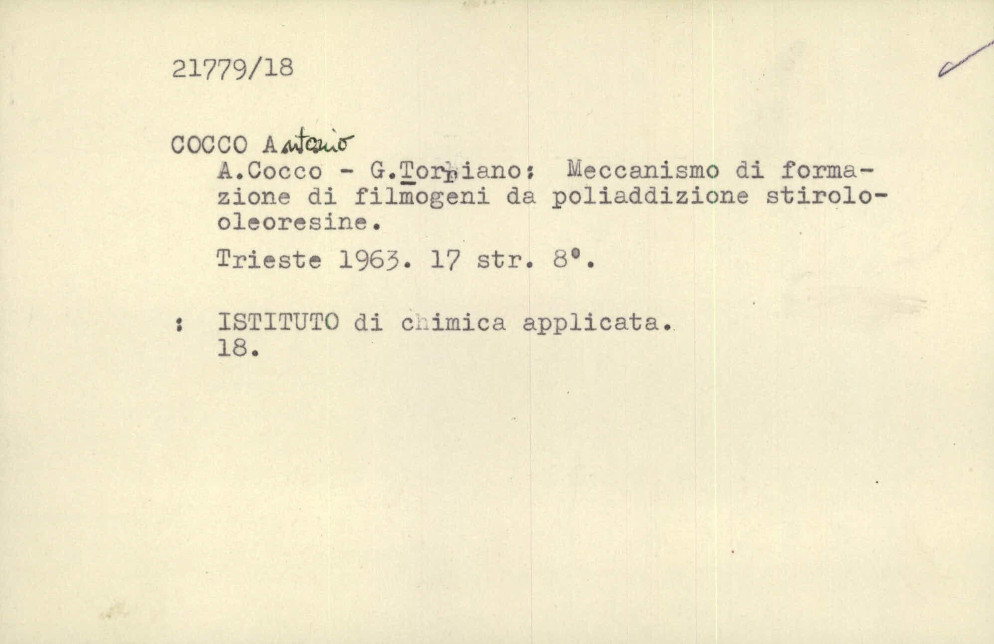 21779/18
COCCO Antonio
A.Cocco - G.Torbiano: Meccanismo di forma-
zione di filmogeni da poliaddizione stirolo-
oleoresine.
Trieste 1963. 17 str. 8°.
: ISTITUTO di chimica applicata.
18.